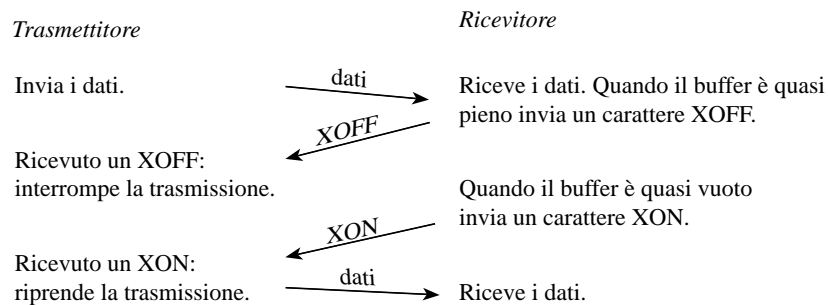 Trasmettitore
Ricevitore
Invia i dati.
dati
Riceve i dati. Quando il buffer è quasi
pieno invia un carattere XOFF.
XOFF
Ricevuto un XOFF:
interrompe la trasmissione.
Quando il buffer è quasi vuoto
invia un carattere XON.
XON
Ricevuto un XON:
riprende la trasmissione.
dati
Riceve i dati.